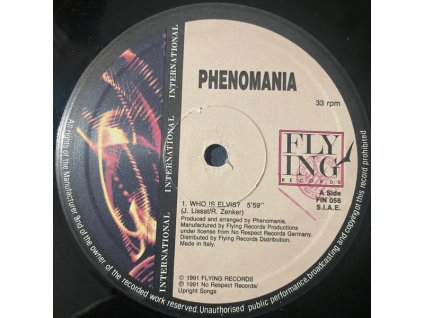 PHENOMANIA
33 rpm
FLY
ING
RECORDS
A Side
FIN 056
S.I.A.E.
1. WHO IS ELVIS? 5'59"
(J. Lissat/R. Zenker)
Produced and arranged by Phenomania.
Manufactured by Flying Records Productions
under license from No Respect Records Germany.
Distributed by Flying Records Distribution.
Made in Italy.
© 1991 FLYING RECORDS
℗ 1991 No Respect Records/
Upright Songs
INTERNATIONAL
INTERNATIONAL
INTERNATIONAL
INTERNATIONAL
INTERNATIONAL
All rights of the Manufacturer and of the owner of the recorded work reserved. Unauthorised public performance, broadcasting and copying of this record prohibited